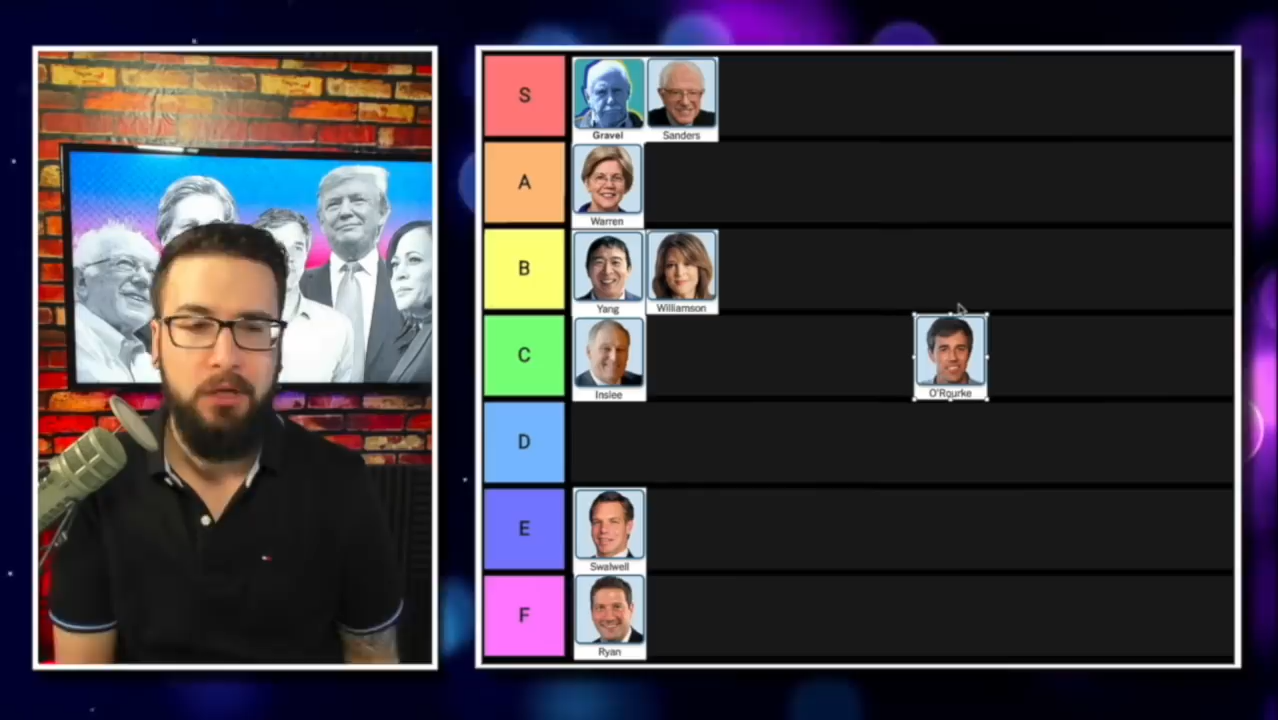 S
Gravel Sanders
A
Warren
B
Yang Williamson
C
Inslee O'Rourke
D
E
Swalwell
F
Ryan